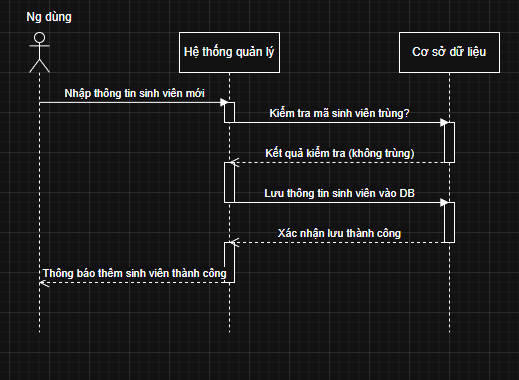 Ng dùng
Hệ thống quản lý
Cơ sở dữ liệu
Nhập thông tin sinh viên mới
Kiểm tra mã sinh viên trùng?
Kết quả kiểm tra (không trùng)
Lưu thông tin sinh viên vào DB
Xác nhận lưu thành công
Thông báo thêm sinh viên thành công